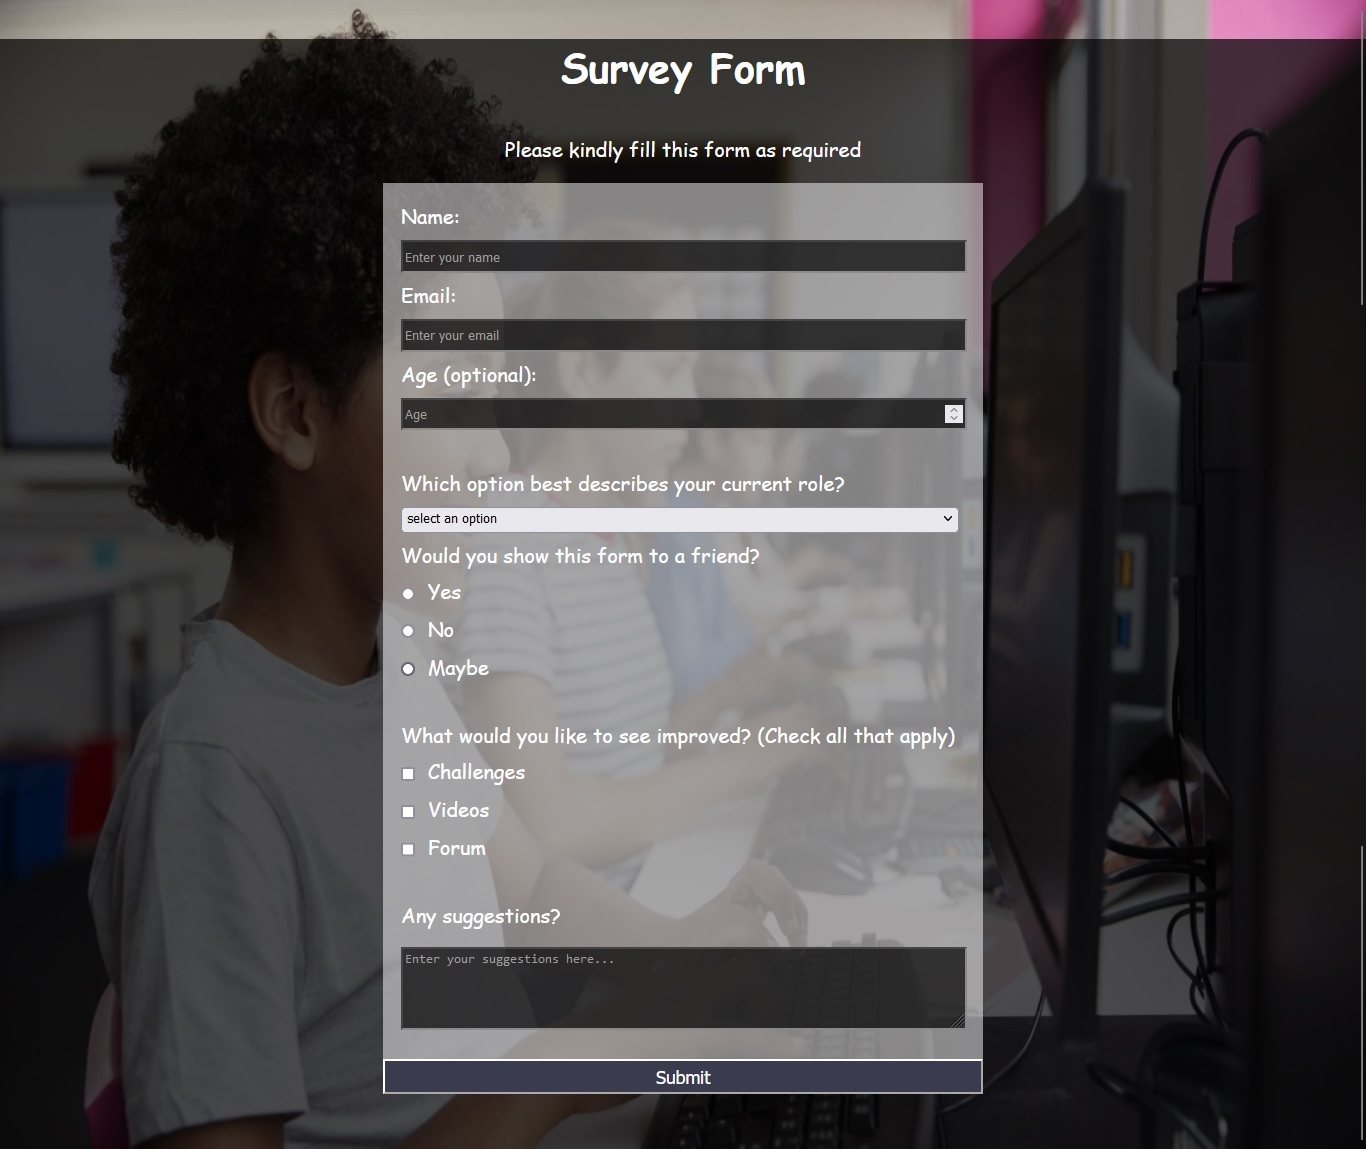 Survey Form
Please kindly fill this form as required
Name:
Enter your name
Email:
Enter your email
Age (optional):
Age
Which option best describes your current role?
select an option
Would you show this form to a friend?
Yes
No
Maybe
What would you like to see improved? (Check all that apply)
Challenges
Videos
Forum
Any suggestions?
Enter your suggestions here...
Submit